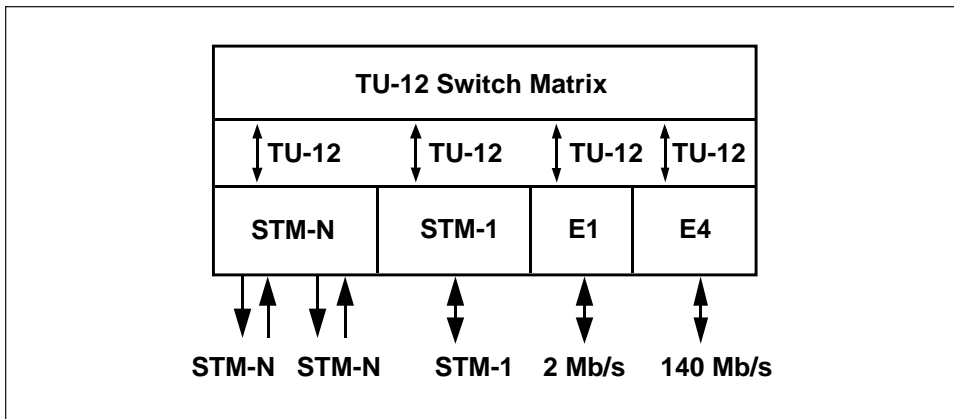 TU-12 Switch Matrix
TU-12 TU-12 TU-12 TU-12
STM-N STM-1 E1 E4
STM-N STM-N STM-1 2 Mb/s 140 Mb/s